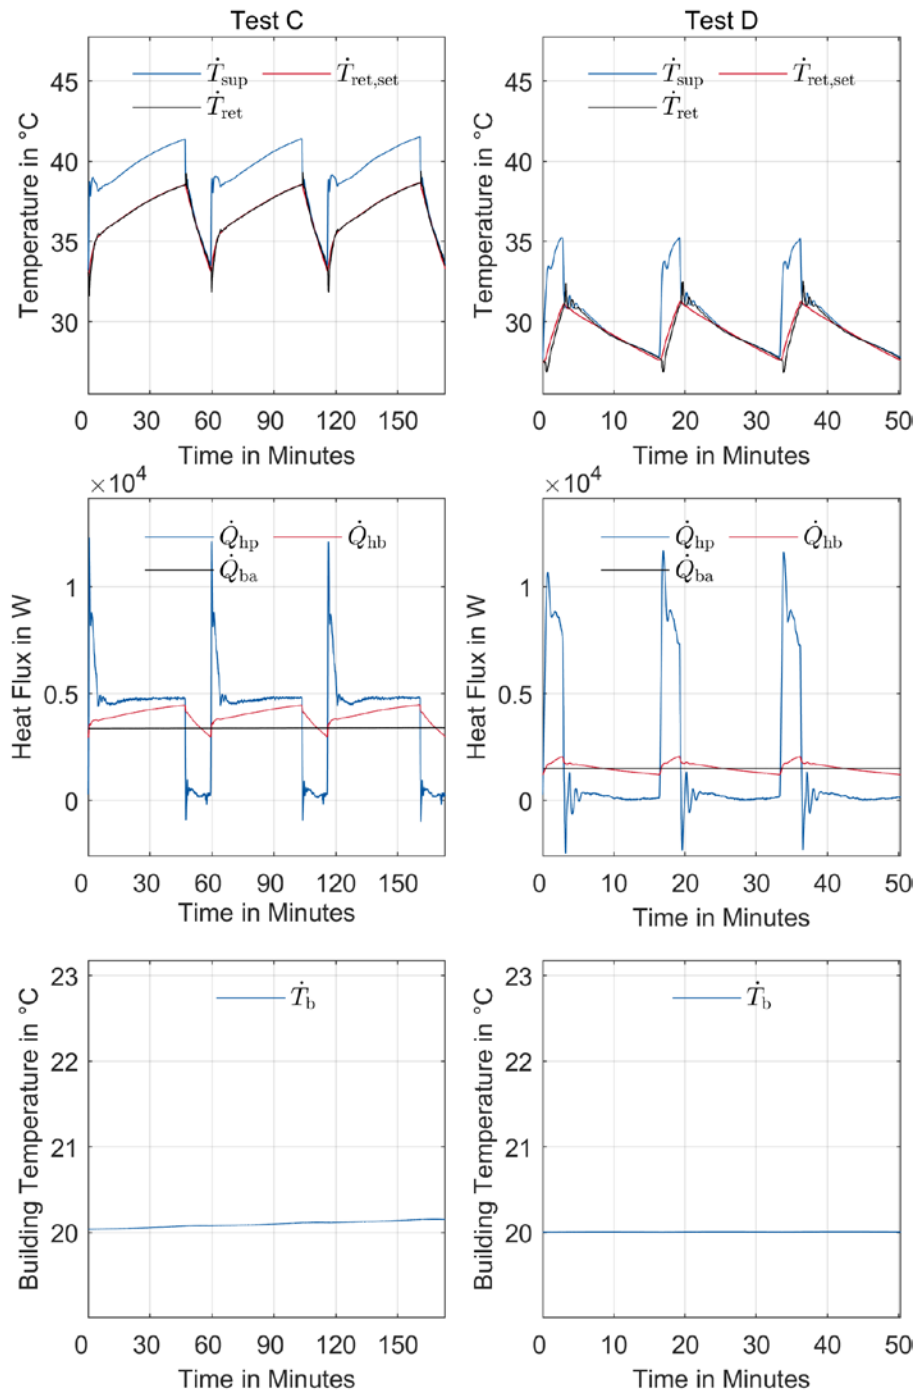 Test C
Test D
Ṫsup
Ṫret,set
Ṫret
Ṫsup
Ṫret,set
Ṫret
Temperature in °C
45
40
35
30
0 30 60 90 120 150
Time in Minutes
Temperature in °C
45
40
35
30
0 10 20 30 40 50
Time in Minutes
×10⁴
Q̇hp
Q̇hb
Q̇ba
Heat Flux in W
1
0.5
0
0 30 60 90 120 150
Time in Minutes
×10⁴
Q̇hp
Q̇hb
Q̇ba
Heat Flux in W
1
0.5
0
0 10 20 30 40 50
Time in Minutes
Ṫb
Building Temperature in °C
23
22
21
20
0 30 60 90 120 150
Time in Minutes
Ṫb
Building Temperature in °C
23
22
21
20
0 10 20 30 40 50
Time in Minutes